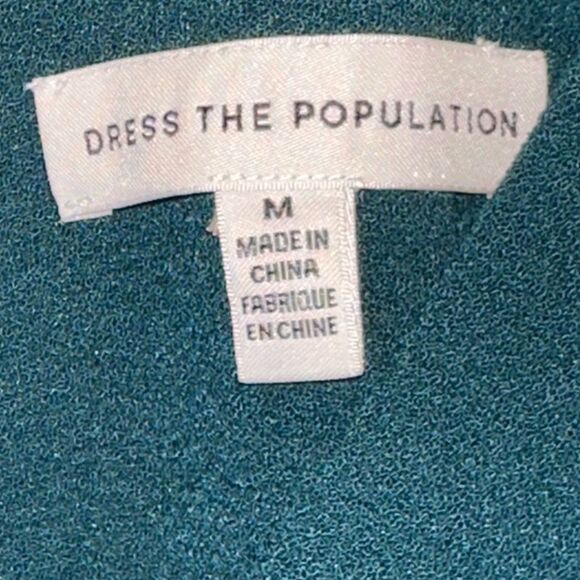 DRESS THE POPULATION
M
MADE IN
CHINA
FABRIQUE
EN CHINE